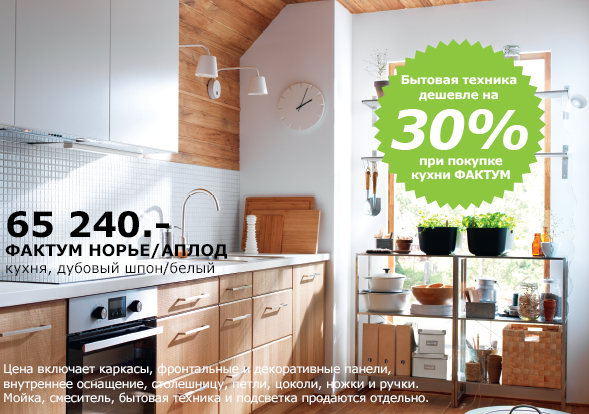 Бытовая техника
дешевле на
30%
при покупке
кухни ФАКТУМ
65 240.–
ФАКТУМ НОРЬЕ/АПЛОД
кухня, дубовый шпон/белый
Цена включает каркасы, фронтальные и декоративные панели,
внутреннее оснащение, столешницу, петли, цоколи, ножки и ручки.
Мойка, смеситель, бытовая техника и подсветка продаются отдельно.